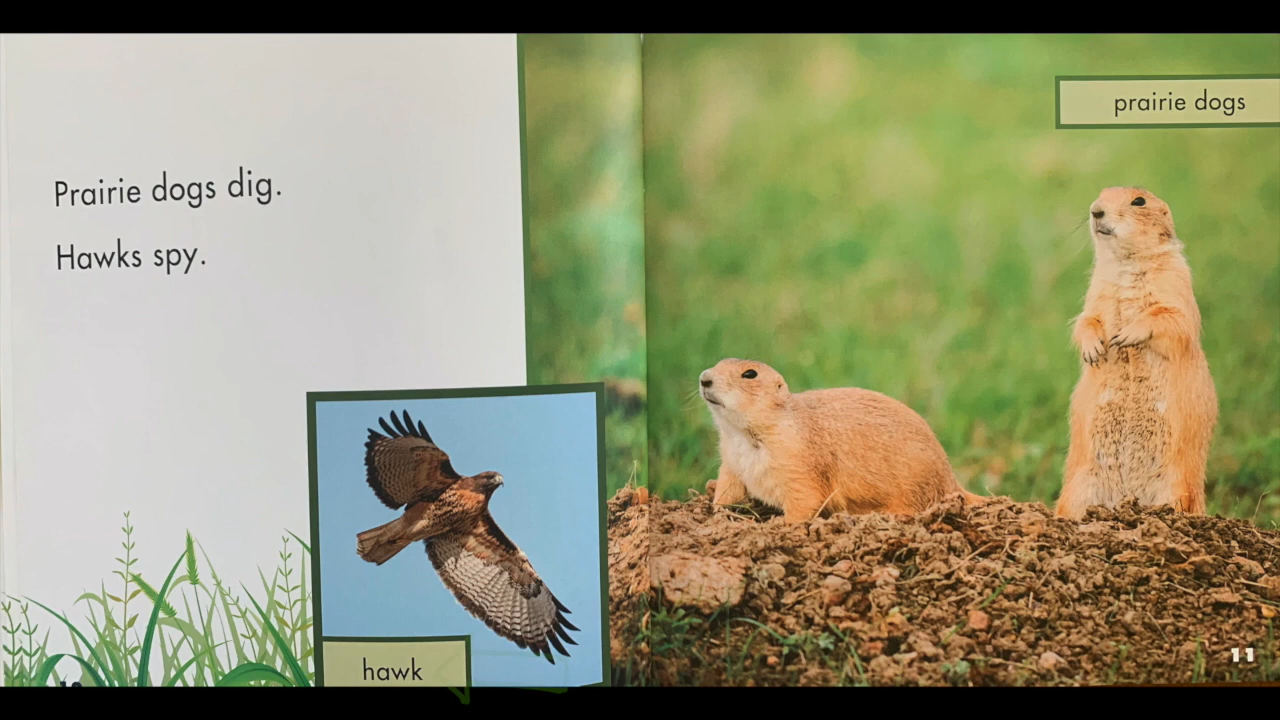 Prairie dogs dig.
Hawks spy.
hawk
prairie dogs
11